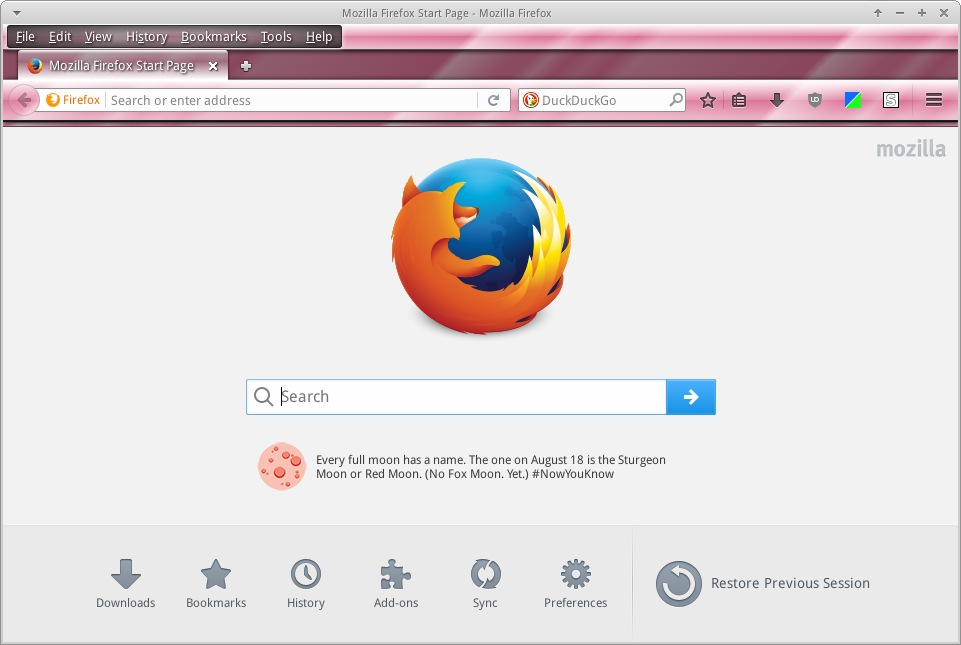 Mozilla Firefox Start Page - Mozilla Firefox
File Edit View History Bookmarks Tools Help
Mozilla Firefox Start Page
Firefox Search or enter address DuckDuckGo S
mozilla
Search
Every full moon has a name. The one on August 18 is the Sturgeon
Moon or Red Moon. (No Fox Moon. Yet.) #NowYouKnow
Downloads Bookmarks History Add-ons Sync Preferences Restore Previous Session